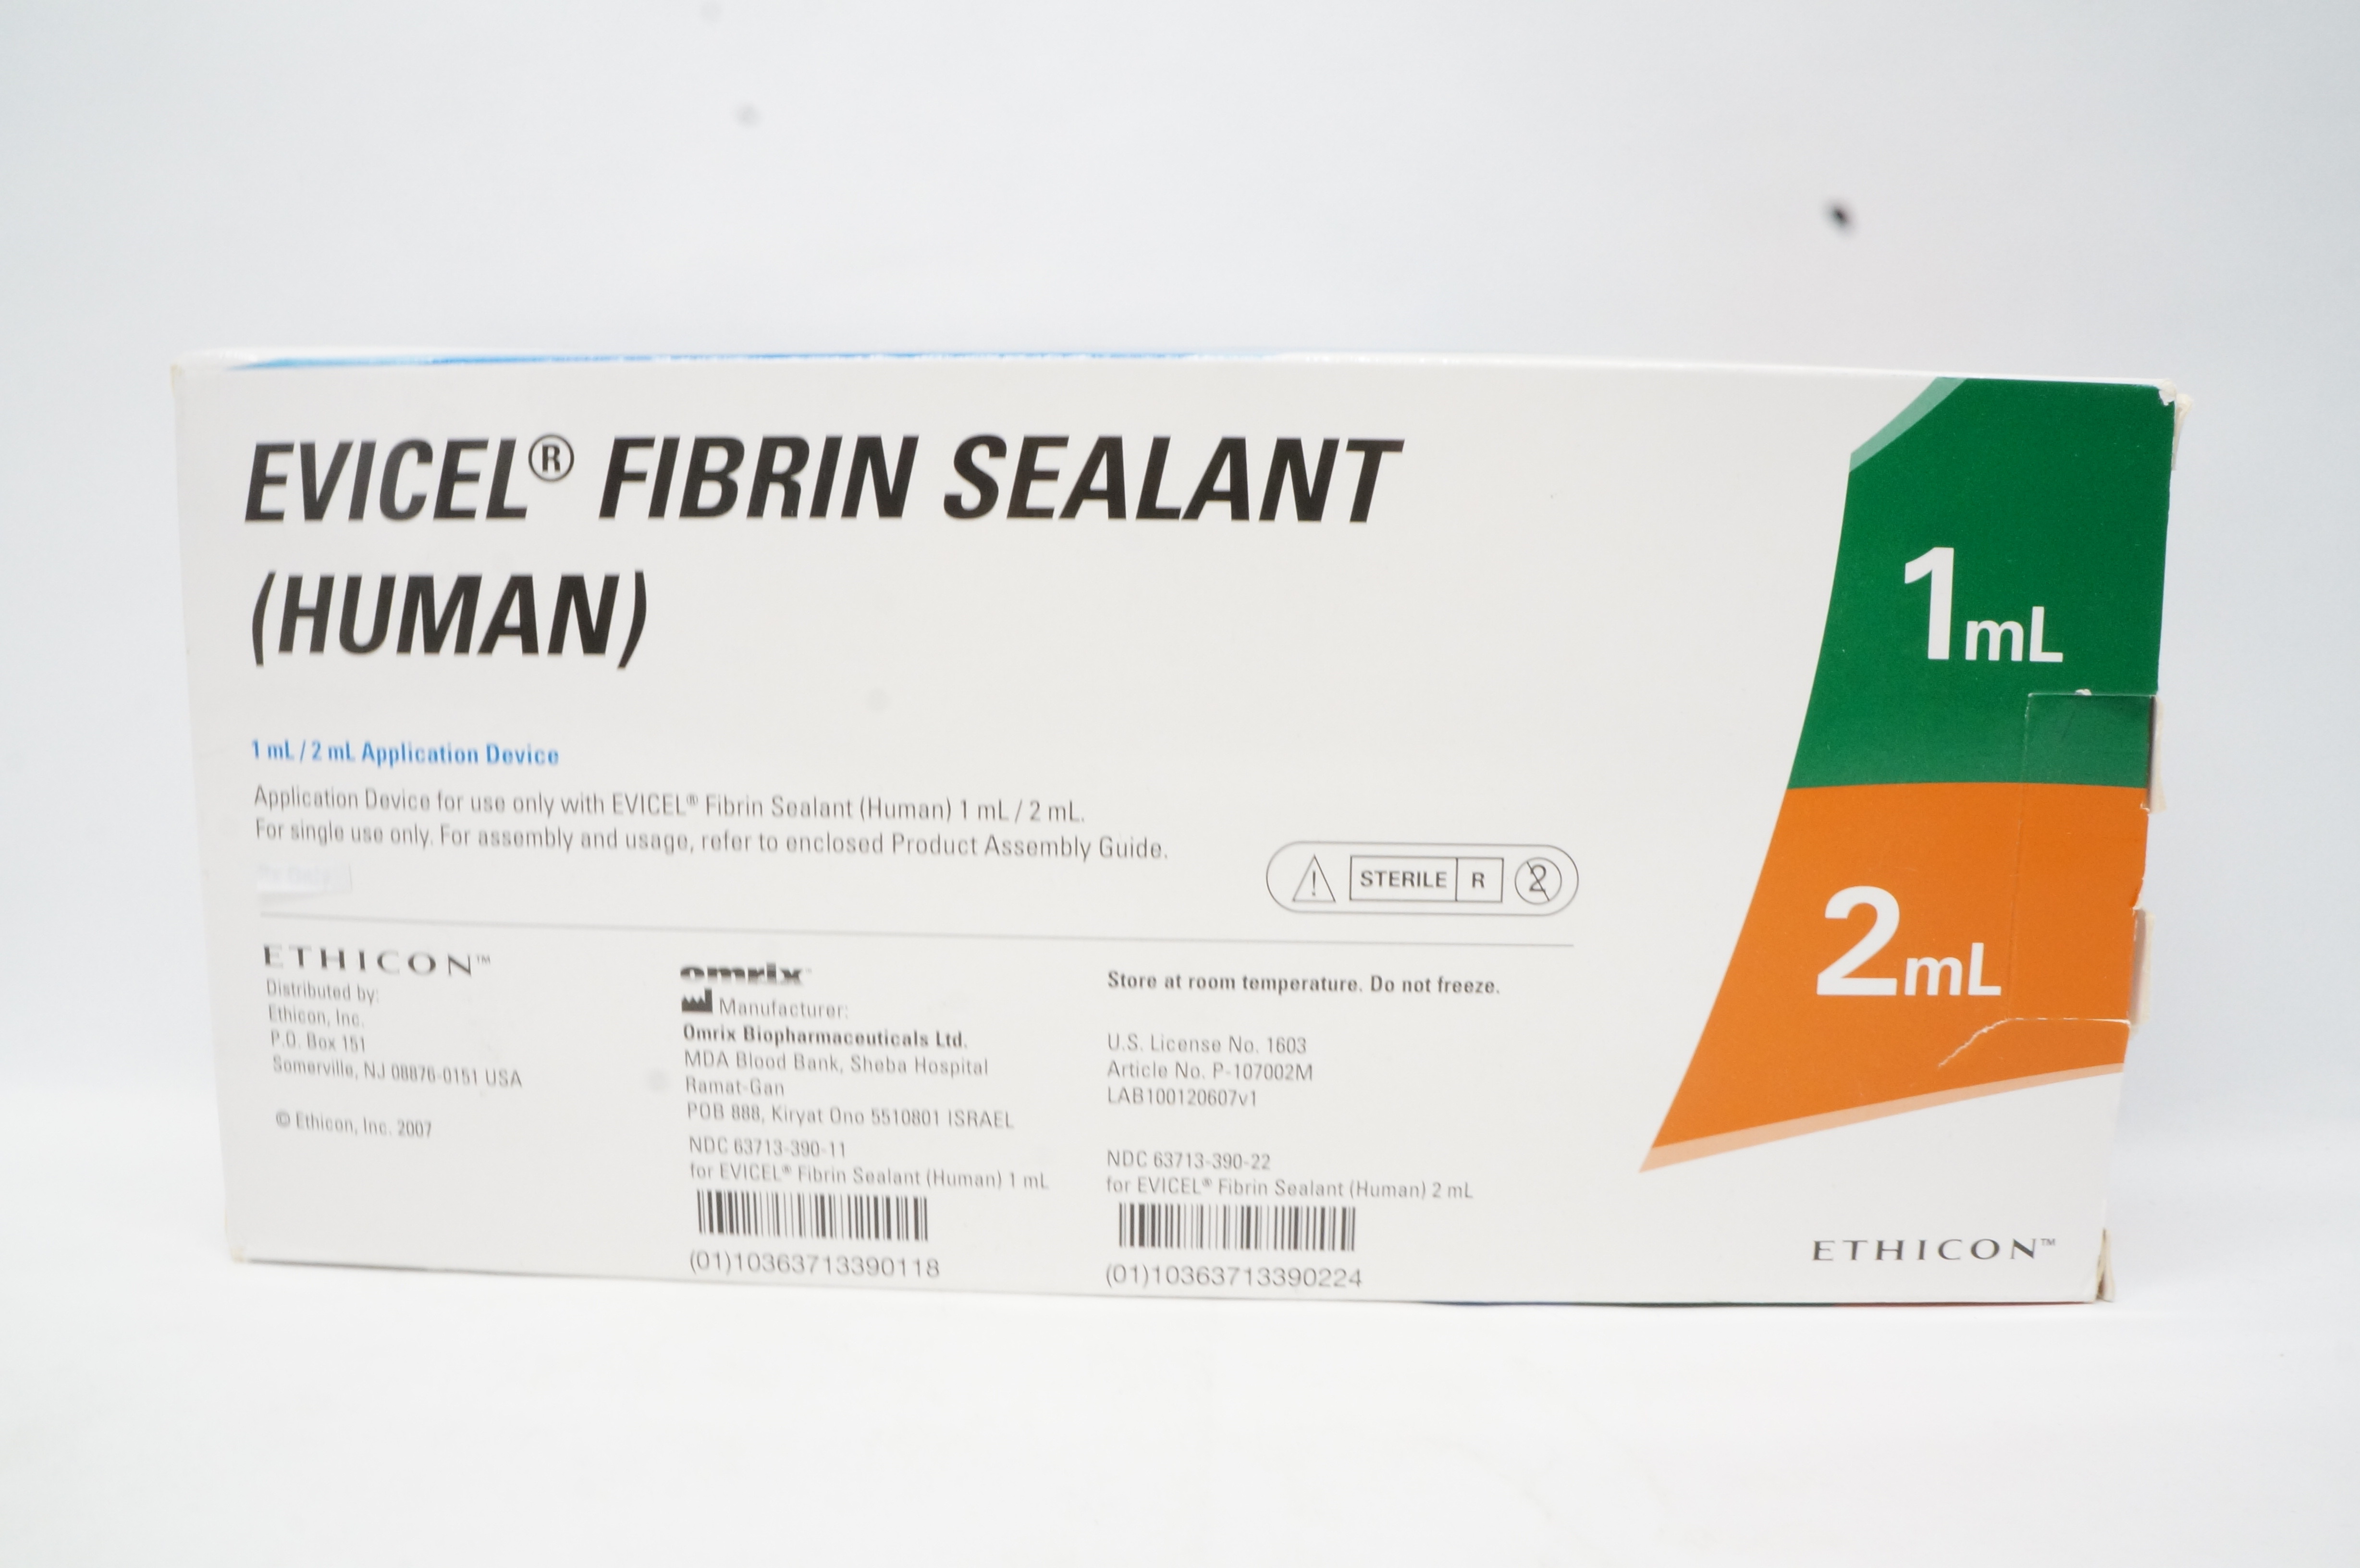 EVICEL® FIBRIN SEALANT
(HUMAN)
1 mL / 2 mL Application Device
Application Device for use only with EVICEL® Fibrin Sealant (Human) 1 mL / 2 mL.
For single use only. For assembly and usage, refer to enclosed Product Assembly Guide.
STERILE R 2
ETHICON™
Distributed by:
Ethicon, Inc.
P.O. Box 151
Somerville, NJ 08876-0151 USA
© Ethicon, Inc. 2007
omrix
Manufacturer:
Omrix Biopharmaceuticals Ltd.
MDA Blood Bank, Sheba Hospital
Ramat-Gan
POB 888, Kiryat Ono 5510801 ISRAEL
NDC 63713-390-11
for EVICEL® Fibrin Sealant (Human) 1 mL
(01)10363713390118
Store at room temperature. Do not freeze.
U.S. License No. 1603
Article No. P-107002M
LAB100120607v1
NDC 63713-390-22
for EVICEL® Fibrin Sealant (Human) 2 mL
(01)10363713390224
1 mL
2 mL
ETHICON™